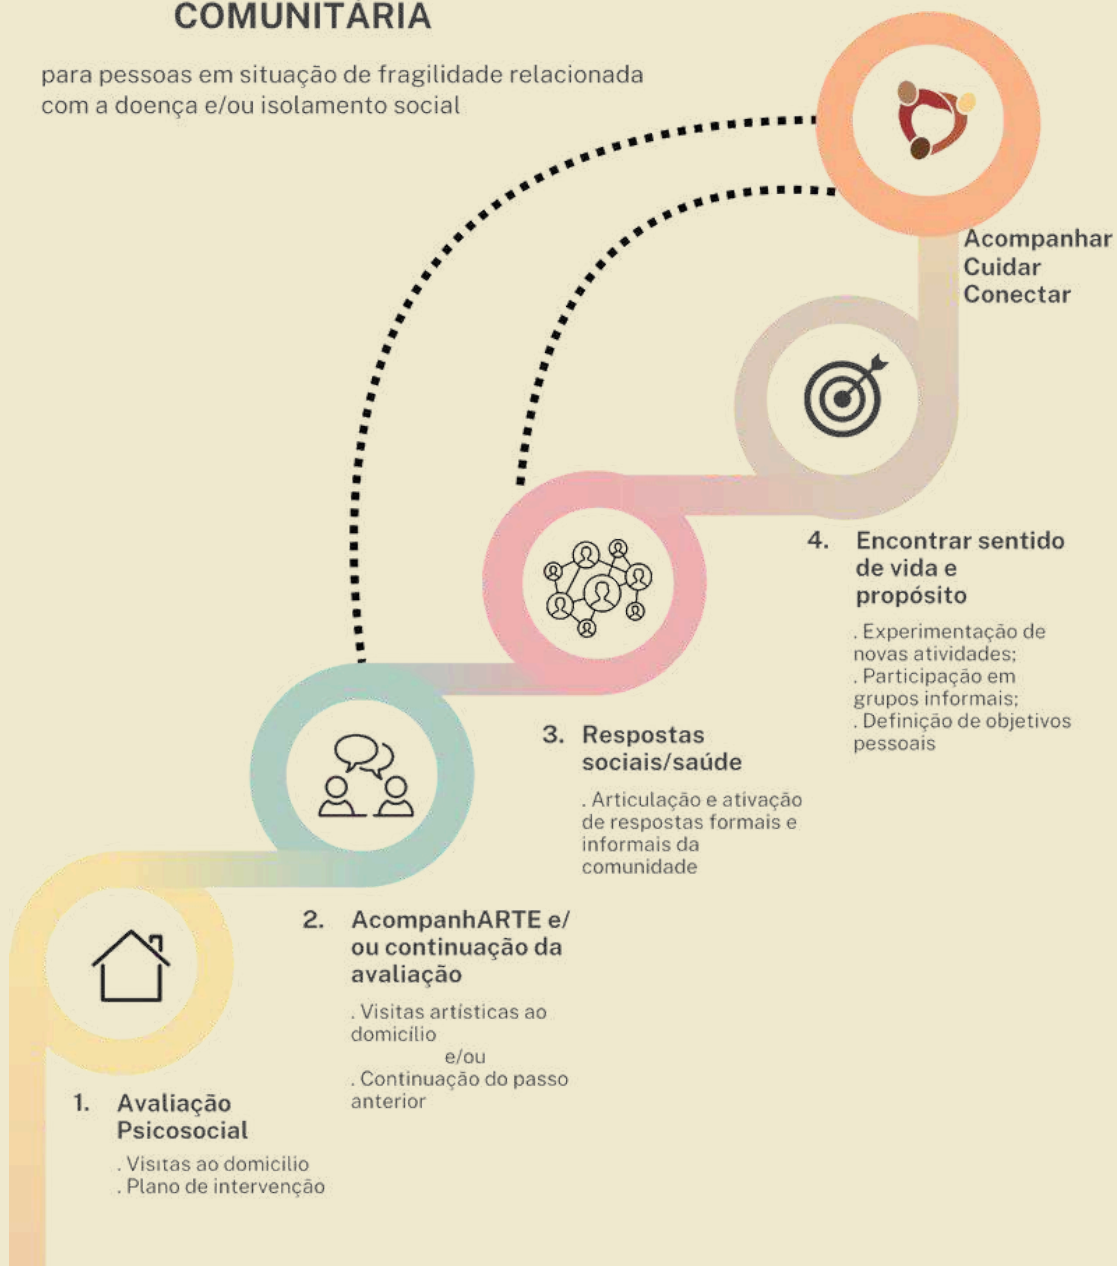 COMUNITÁRIA
para pessoas em situação de fragilidade relacionada
com a doença e/ou isolamento social
Acompanhar
Cuidar
Conectar
4. Encontrar sentido
de vida e
propósito
. Experimentação de
novas atividades;
. Participação em
grupos informais;
. Definição de objetivos
pessoais
3. Respostas
sociais/saúde
. Articulação e ativação
de respostas formais e
informais da
comunidade
2. AcompanhARTE e/
ou continuação da
avaliação
. Visitas artísticas ao
domicílio
e/ou
. Continuação do passo
anterior
1. Avaliação
Psicosocial
. Visitas ao domicilio
. Plano de intervenção